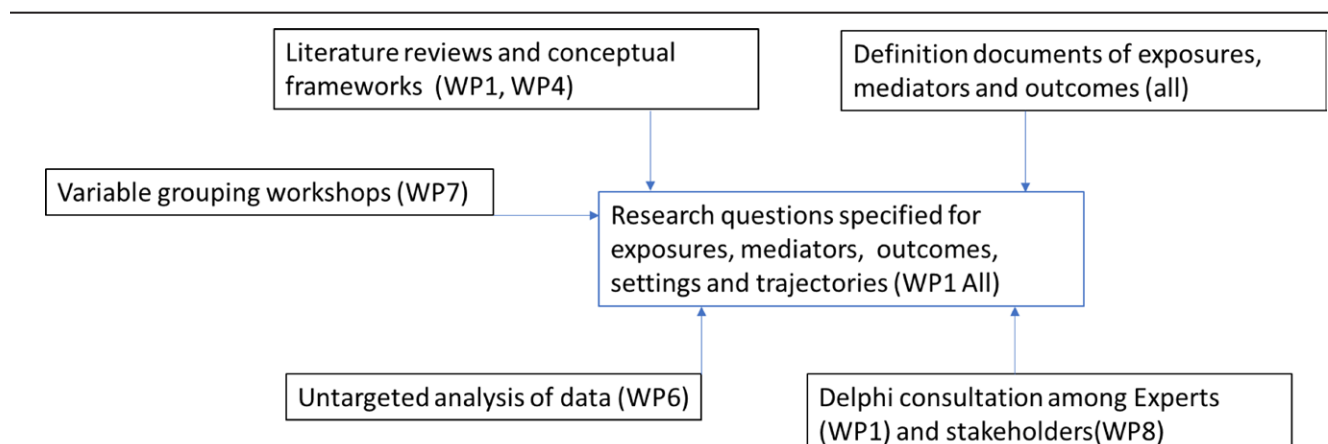 Literature reviews and conceptual
frameworks (WP1, WP4)
Definition documents of exposures,
mediators and outcomes (all)
Variable grouping workshops (WP7)
Research questions specified for
exposures, mediators, outcomes,
settings and trajectories (WP1 All)
Untargeted analysis of data (WP6)
Delphi consultation among Experts
(WP1) and stakeholders(WP8)